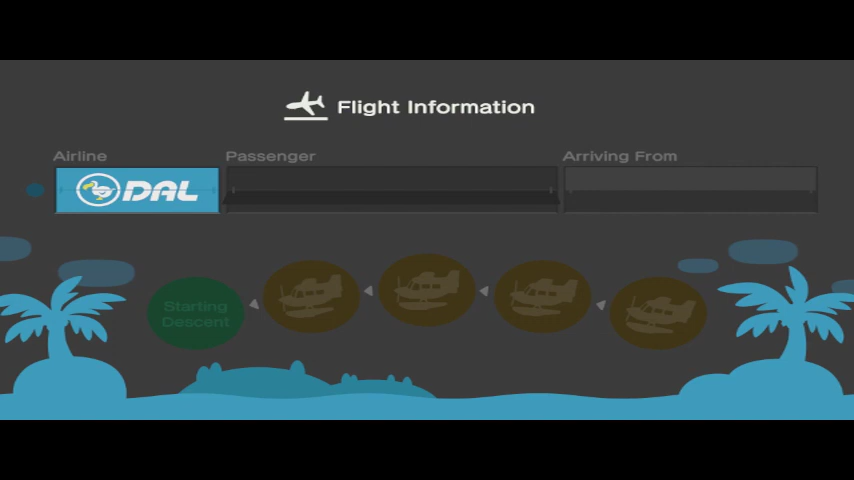 Flight Information
Airline
Passenger
Arriving From
DAL
Starting
Descent